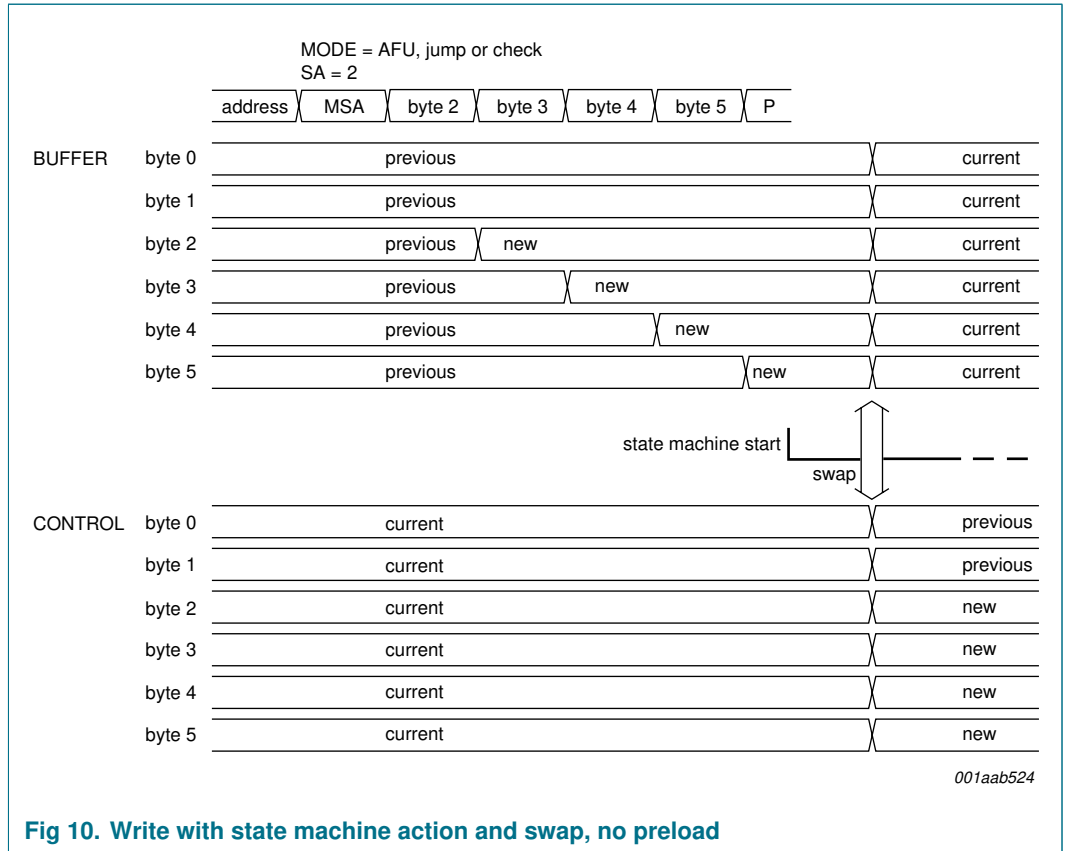 MODE = AFU, jump or check
SA = 2
address MSA byte 2 byte 3 byte 4 byte 5 P
BUFFER byte 0 previous current
byte 1 previous current
byte 2 previous new current
byte 3 previous new current
byte 4 previous new current
byte 5 previous new current
state machine start
swap
CONTROL byte 0 current previous
byte 1 current previous
byte 2 current new
byte 3 current new
byte 4 current new
byte 5 current new
001aab524
Fig 10. Write with state machine action and swap, no preload